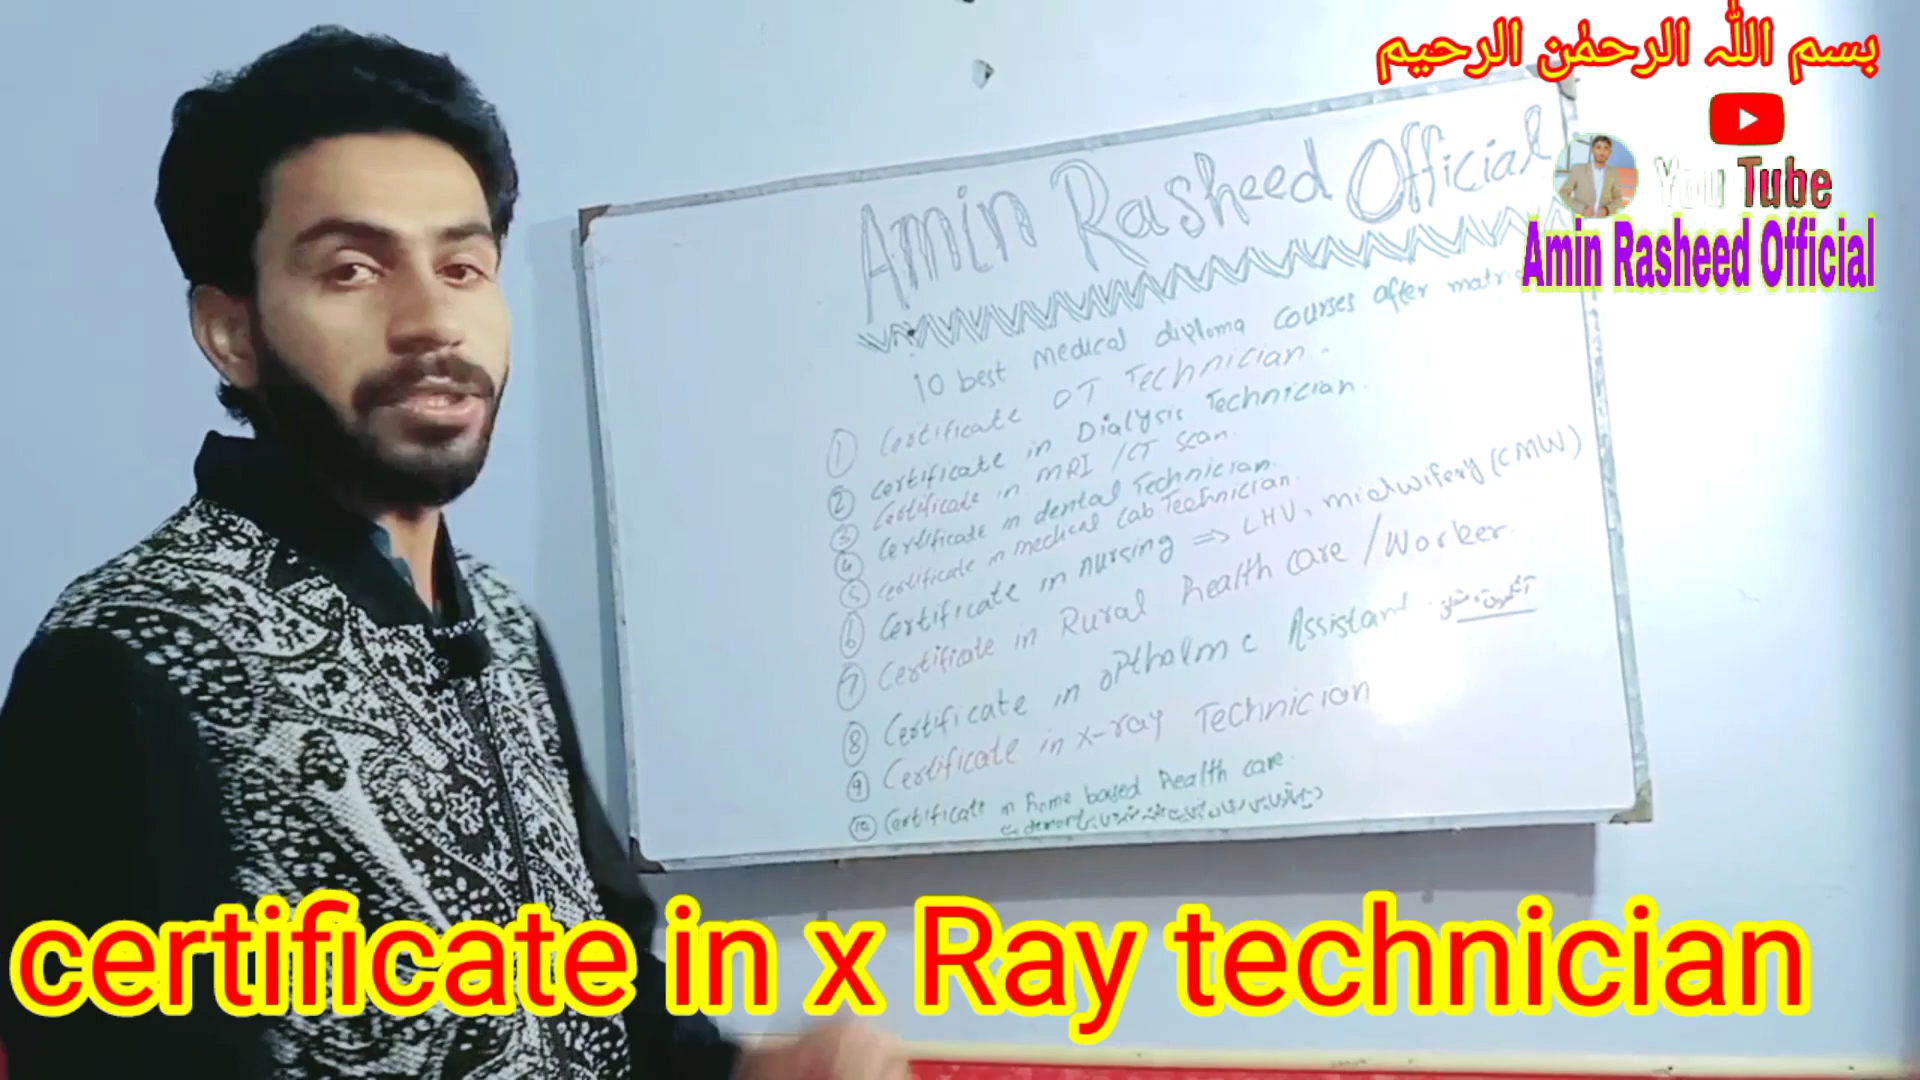 بسم اللہ الرحمٰن الرحیم
You Tube
Amin Rasheed Official
Amin Rasheed Official
10 best medical diploma courses after matric
① Certificate OT Technician.
② certificate in Dialysis Technician.
③ Certificate in MRI / CT Scan.
④ Certificate in dental Technician.
⑤ certificate in medical Lab Technician.
⑥ Certificate in nursing ⇒ LHV, midwifery (CMW)
⑦ Certificate in Rural health care / Worker.
⑧ Certificate in opthalmc Assistant
⑨ Certificate in x-ray Technician
⑩ Certificate in home based health care.
demand
certificate in x Ray technician